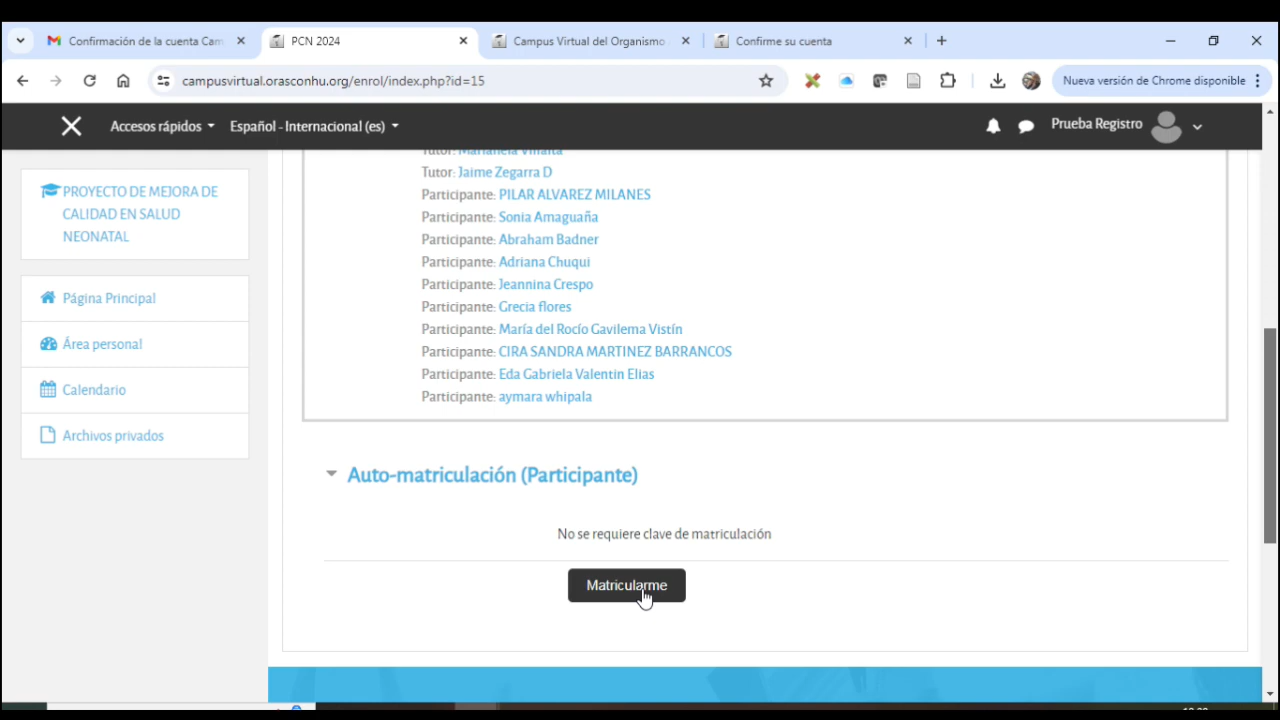 Confirmación de la cuenta Cam
PCN 2024
Campus Virtual del Organismo
Confirme su cuenta
campusvirtual.orasconhu.org/enrol/index.php?id=15
Nueva versión de Chrome disponible
Accesos rápidos
Español - Internacional (es)
Prueba Registro
PROYECTO DE MEJORA DE
CALIDAD EN SALUD
NEONATAL
Página Principal
Área personal
Calendario
Archivos privados
Tutor: Marianela Villalta
Tutor: Jaime Zegarra D
Participante: PILAR ALVAREZ MILANES
Participante: Sonia Amaguaña
Participante: Abraham Badner
Participante: Adriana Chuqui
Participante: Jeannina Crespo
Participante: Grecia flores
Participante: María del Rocío Gavilema Vistín
Participante: CIRA SANDRA MARTINEZ BARRANCOS
Participante: Eda Gabriela Valentin Elias
Participante: aymara whipala
Auto-matriculación (Participante)
No se requiere clave de matriculación
Matricularme